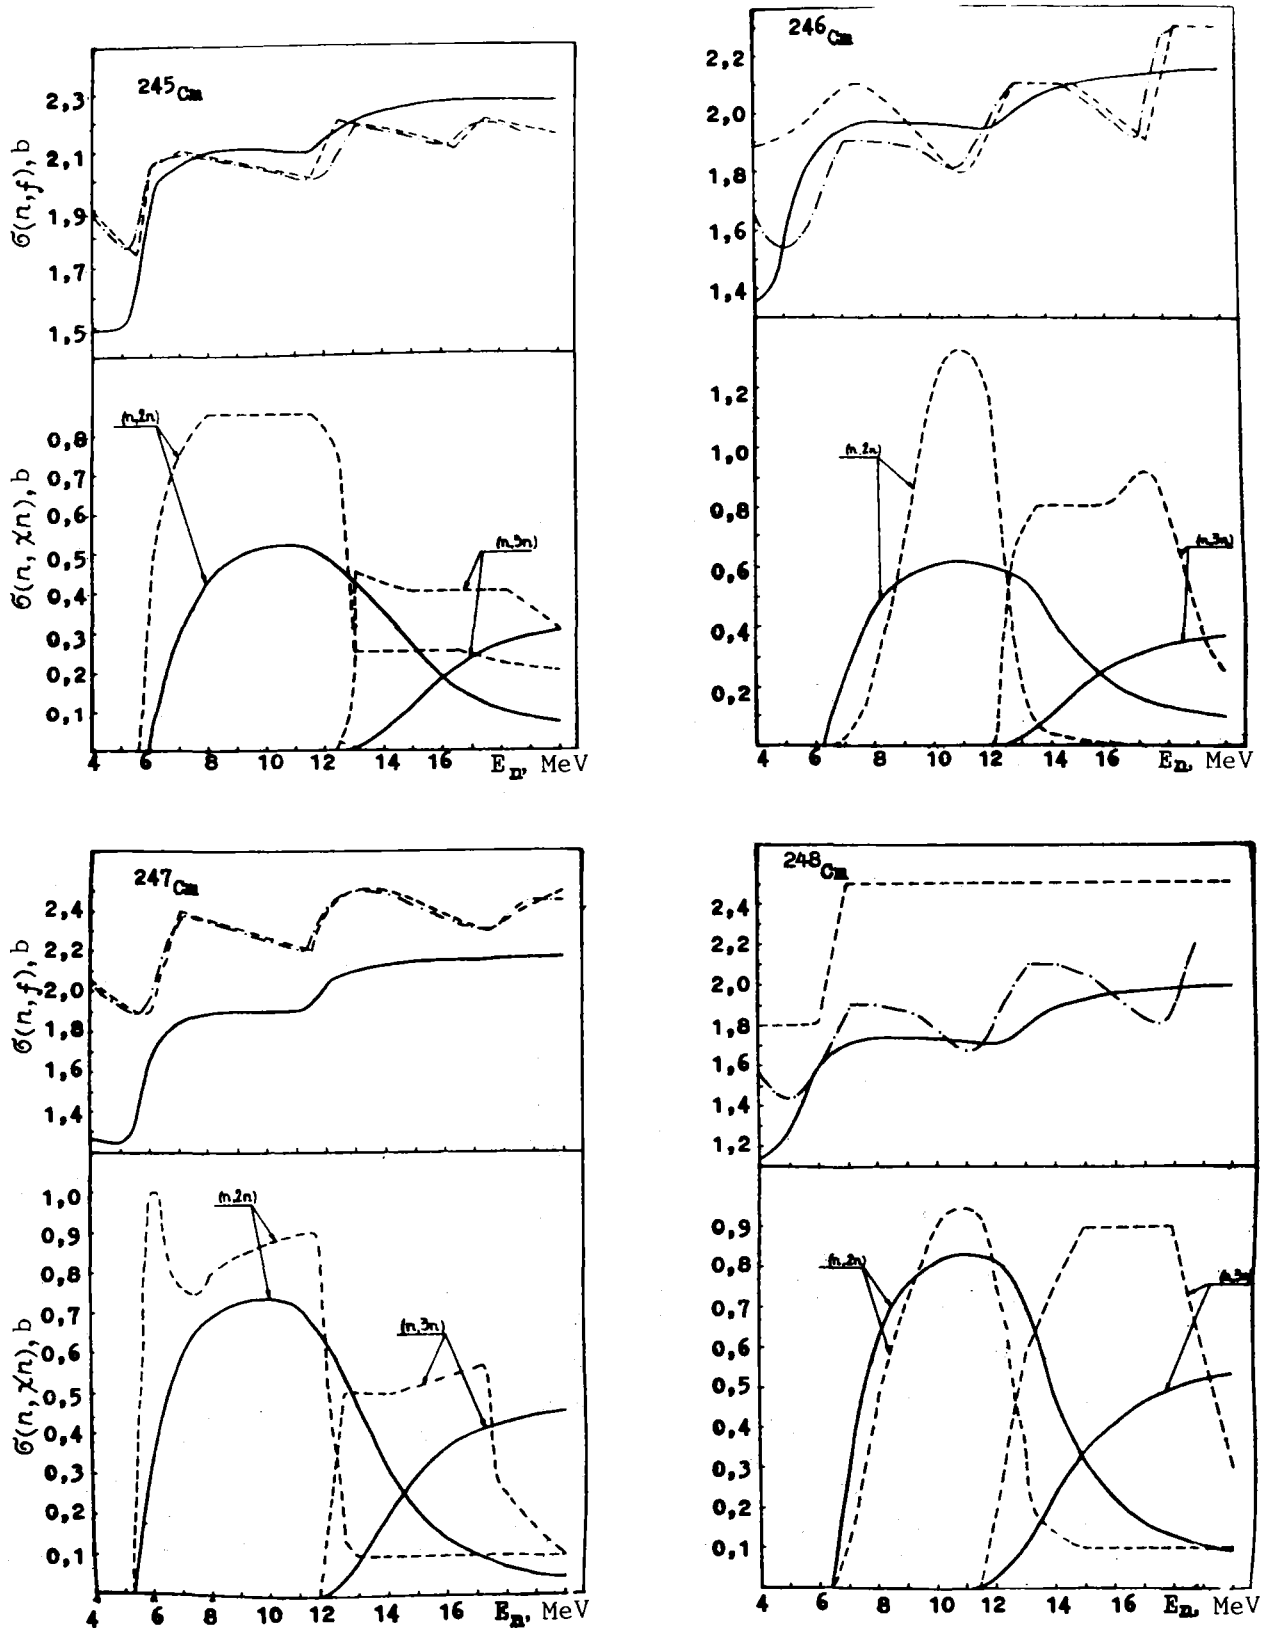 245Cm
σ(n,f), b
2,3
2,1
1,9
1,7
1,5
(n,2n)
(n,3n)
σ(n, xn), b
0,8
0,7
0,6
0,5
0,4
0,3
0,2
0,1
4 6 8 10 12 14 16 En, MeV
246Cm
2,2
2,0
1,8
1,6
1,4
(n,2n)
(n,3n)
1,2
1,0
0,8
0,6
0,4
0,2
4 6 8 10 12 14 16 En, MeV
247Cm
σ(n,f), b
2,4
2,2
2,0
1,8
1,6
1,4
(n,2n)
(n,3n)
σ(n, xn), b
1,0
0,9
0,8
0,7
0,6
0,5
0,4
0,3
0,2
0,1
4 6 8 10 12 14 16 En, MeV
248Cm
2,4
2,2
2,0
1,8
1,6
1,4
1,2
(n,2n)
(n,3n)
0,9
0,8
0,7
0,6
0,5
0,4
0,3
0,2
0,1
4 6 8 10 12 14 16 En, MeV